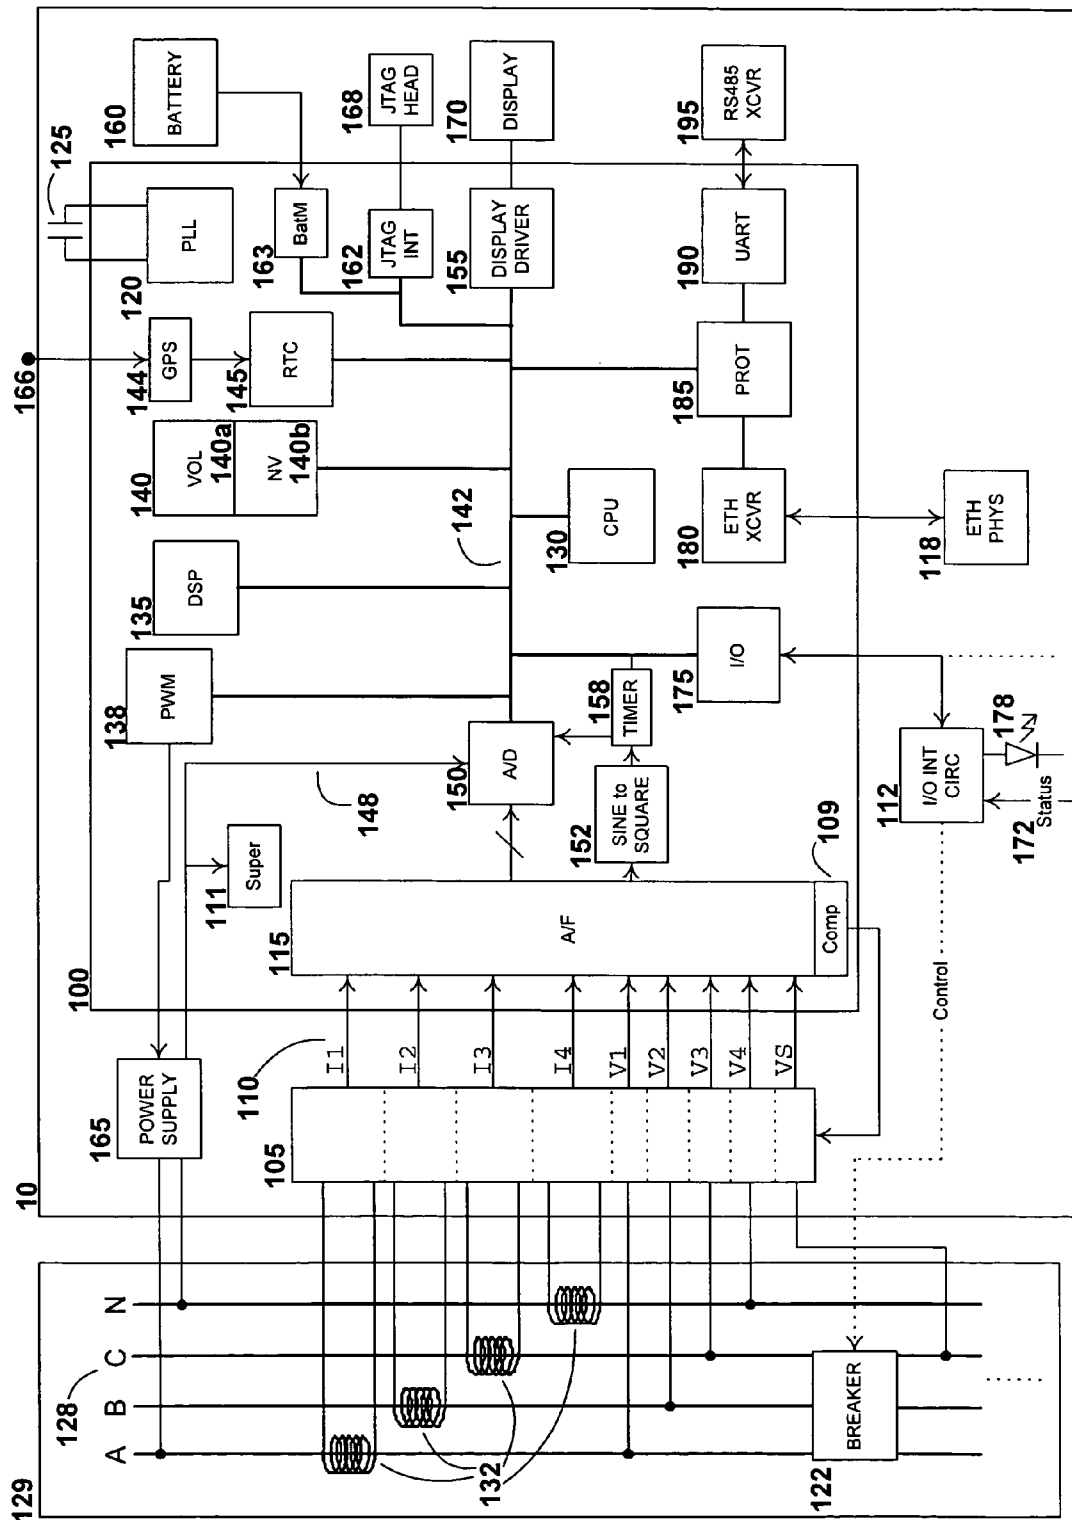 10
100
160
BATTERY
125
PLL
120
BatM
163
168
JTAG
HEAD
162
JTAG
INT
170
DISPLAY
155
DISPLAY
DRIVER
195
RS485
XCVR
190
UART
166
144
GPS
145
RTC
185
PROT
140
VOL
140a
NV
140b
142
130
CPU
180
ETH
XCVR
118
ETH
PHYS
135
DSP
138
PWM
148
150
A/D
158
TIMER
152
SINE to
SQUARE
175
I/O
112
I/O INT
CIRC
178
172
Status
Control
111
Super
115
A/F
109
Comp
110
I1
I2
I3
I4
V1
V2
V3
V4
VS
165
POWER
SUPPLY
105
129
128
A
B
C
N
132
122
BREAKER